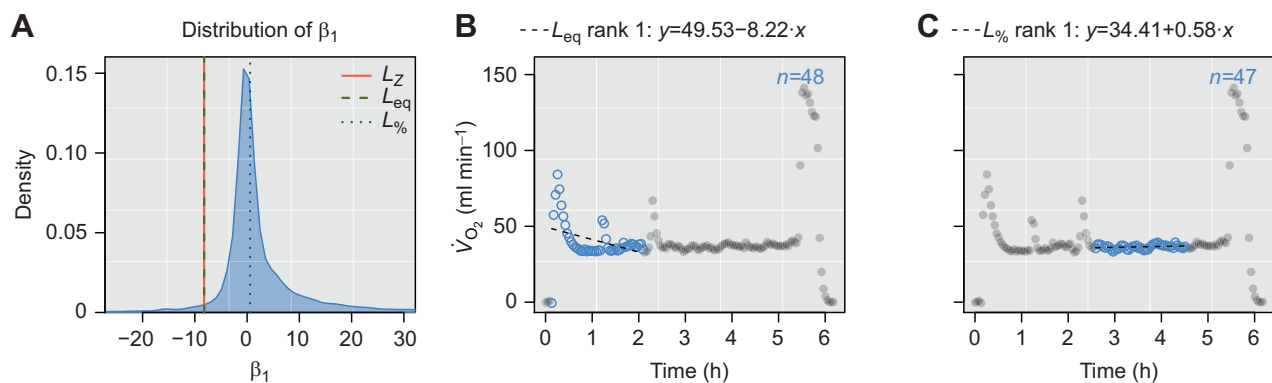 A
Distribution of β₁
0.15
0.10
0.05
0
Density
−20
−10
0
10
20
30
β₁
L_Z
L_eq
L_%
B
L_eq rank 1: y=49.53−8.22·x
n=48
150
100
50
0
V̇_O₂ (ml min⁻¹)
0 1 2 3 4 5 6
Time (h)
C
L_% rank 1: y=34.41+0.58·x
n=47
0 1 2 3 4 5 6
Time (h)